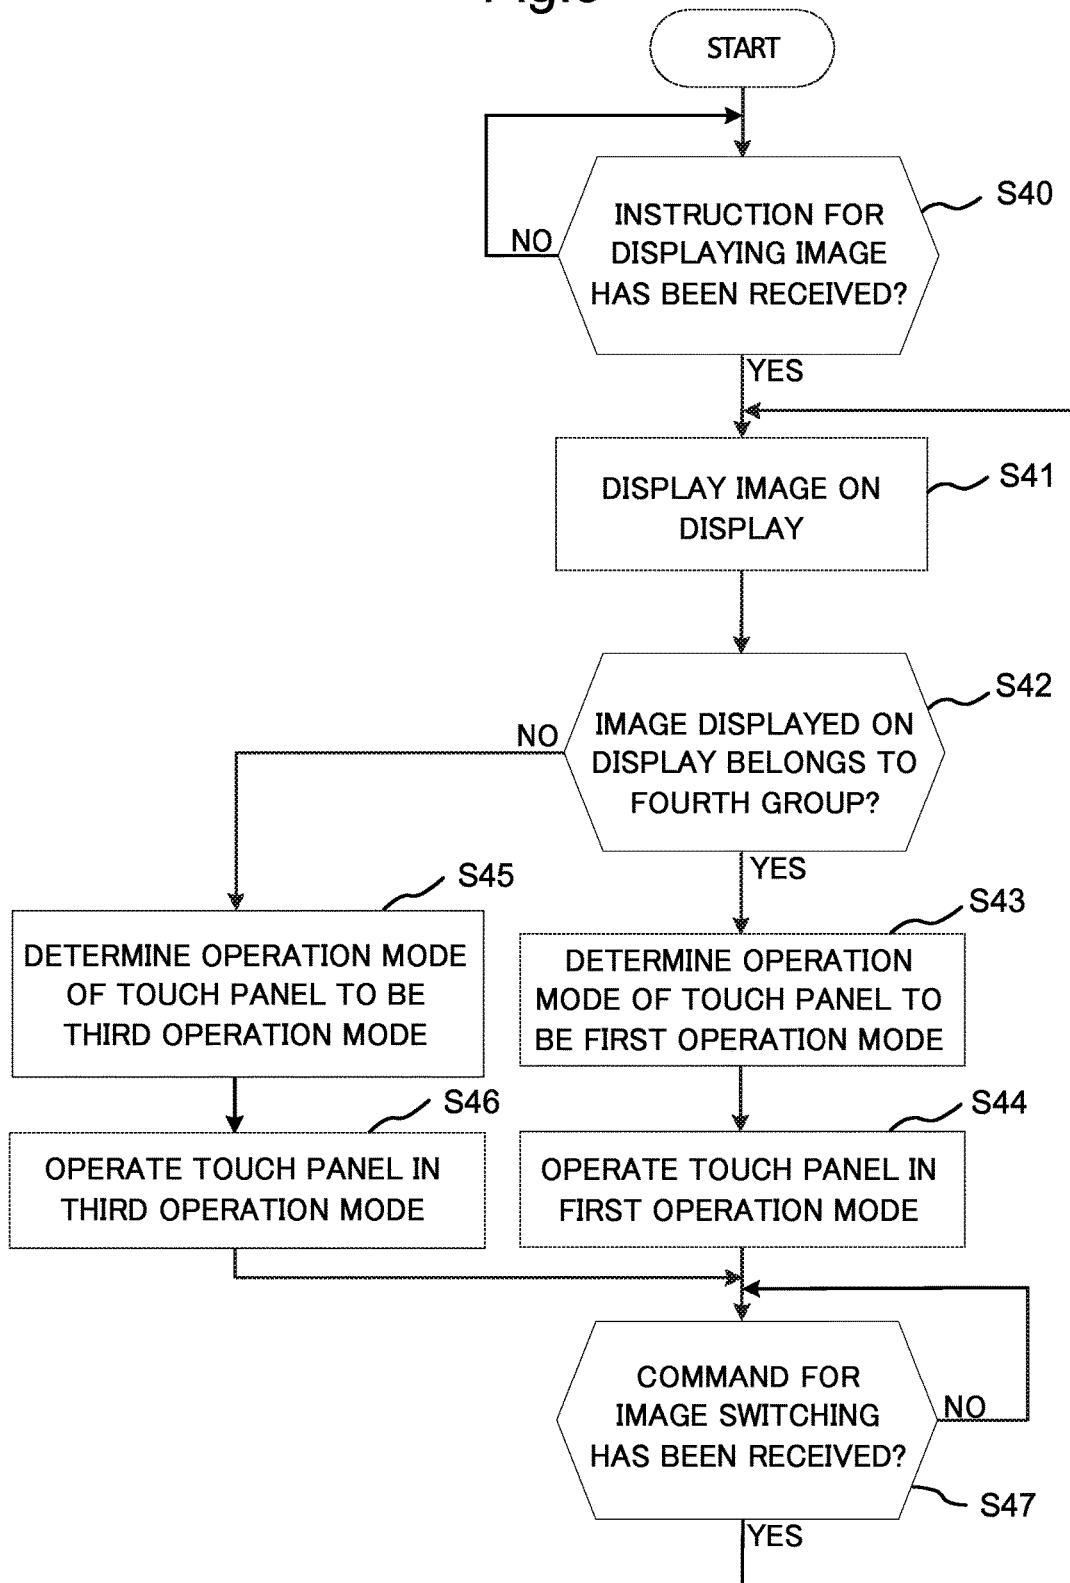 START
S40
INSTRUCTION FOR
DISPLAYING IMAGE
HAS BEEN RECEIVED?
NO
YES
S41
DISPLAY IMAGE ON
DISPLAY
S42
IMAGE DISPLAYED ON
DISPLAY BELONGS TO
FOURTH GROUP?
NO
YES
S45
DETERMINE OPERATION MODE
OF TOUCH PANEL TO BE
THIRD OPERATION MODE
S43
DETERMINE OPERATION
MODE OF TOUCH PANEL TO
BE FIRST OPERATION MODE
S46
OPERATE TOUCH PANEL IN
THIRD OPERATION MODE
S44
OPERATE TOUCH PANEL IN
FIRST OPERATION MODE
COMMAND FOR
IMAGE SWITCHING
HAS BEEN RECEIVED?
NO
S47
YES